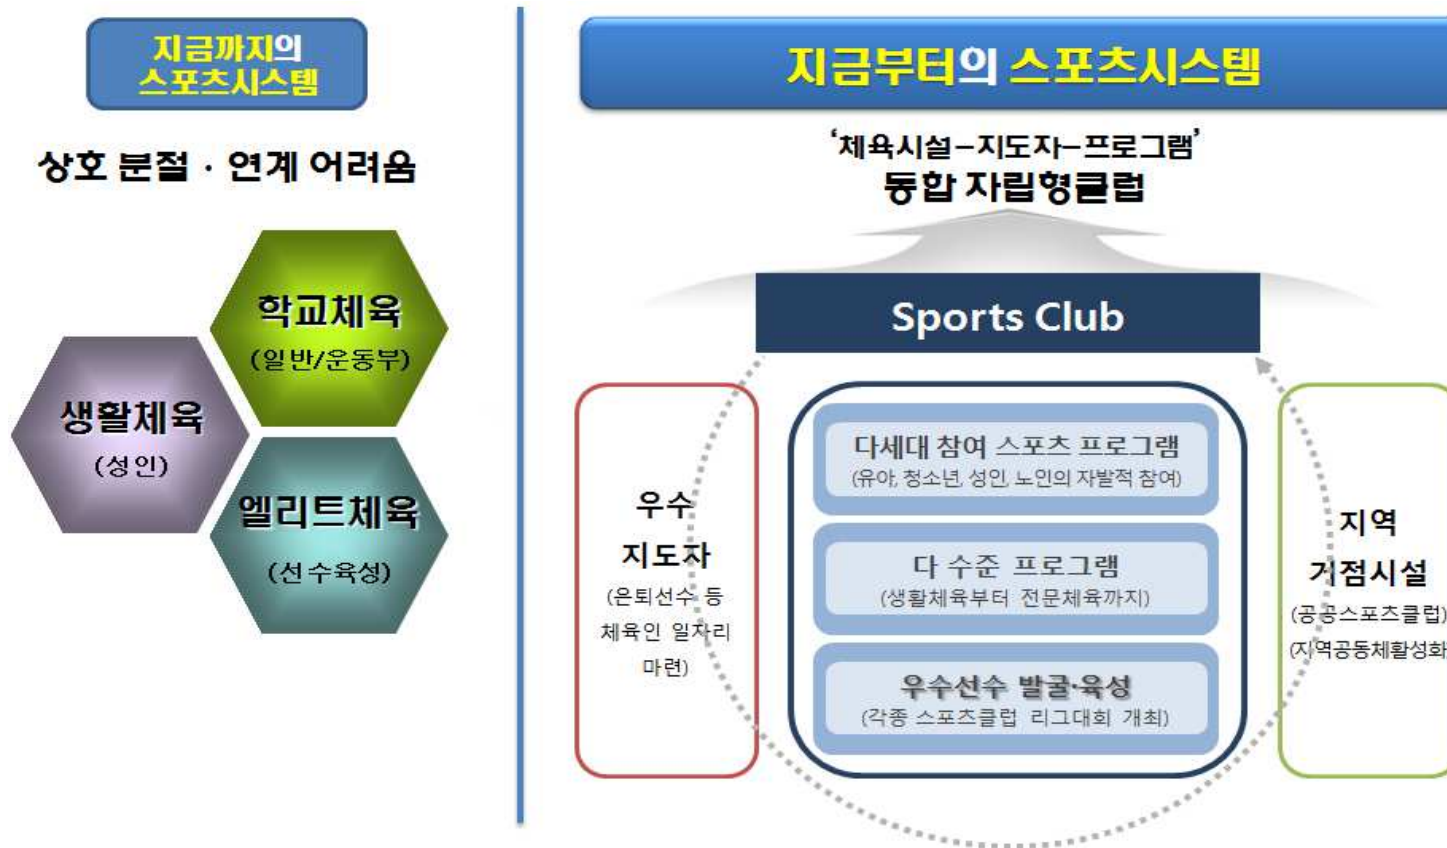 지금까지의
스포츠시스템
상호 분절 · 연계 어려움
학교체육
(일반/운동부)
생활체육
(성인)
엘리트체육
(선수육성)
지금부터의 스포츠시스템
‘체육시설–지도자–프로그램’
통합 자립형클럽
Sports Club
우수
지도자
(은퇴선수 등
체육인 일자리
마련)
다세대 참여 스포츠 프로그램
(유아, 청소년, 성인, 노인의 자발적 참여)
다 수준 프로그램
(생활체육부터 전문체육까지)
우수선수 발굴·육성
(각종 스포츠클럽 리그대회 개최)
지역
거점시설
(공공스포츠클럽)
(지역공동체활성화